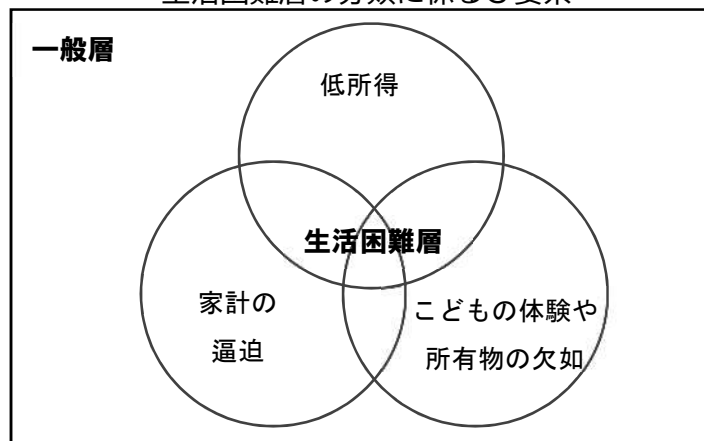 一般層
低所得
生活困難層
家計の
逼迫
こどもの体験や
所有物の欠如